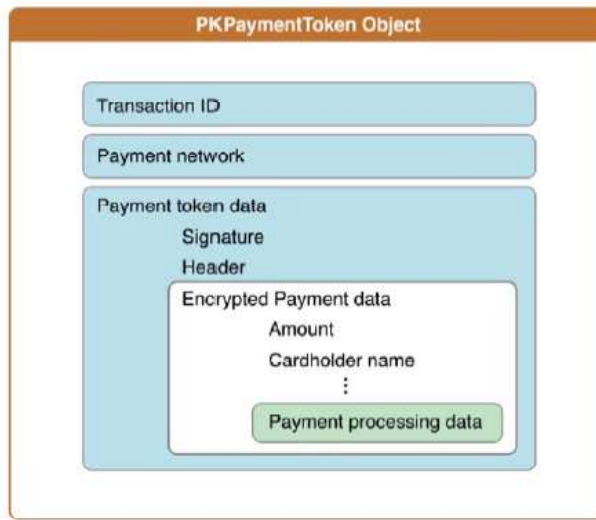 PKPaymentToken Object
Transaction ID
Payment network
Payment token data
Signature
Header
Encrypted Payment data
Amount
Cardholder name
⋮
Payment processing data